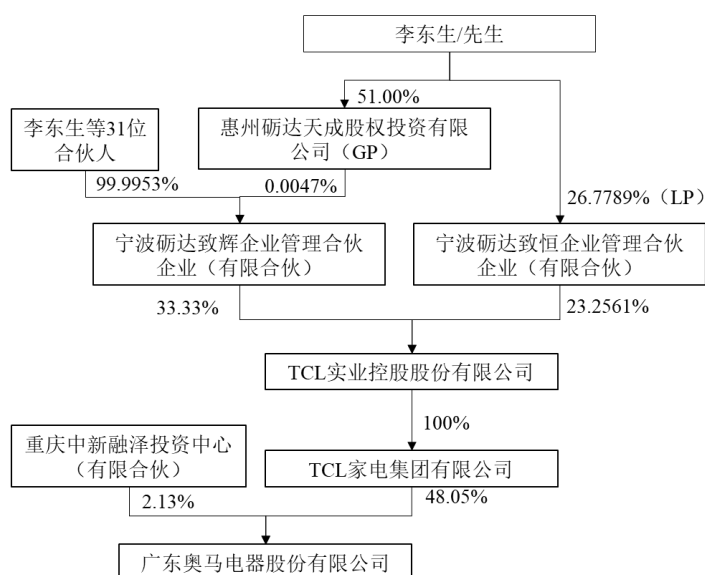 李东生/先生
51.00%
李东生等31位
合伙人
惠州砺达天成股权投资有限
公司（GP）
99.9953%
0.0047%
26.7789%（LP）
宁波砺达致辉企业管理合伙
企业（有限合伙）
宁波砺达致恒企业管理合伙
企业（有限合伙）
33.33%
23.2561%
TCL实业控股股份有限公司
100%
重庆中新融泽投资中心
（有限合伙）
TCL家电集团有限公司
2.13%
48.05%
广东奥马电器股份有限公司